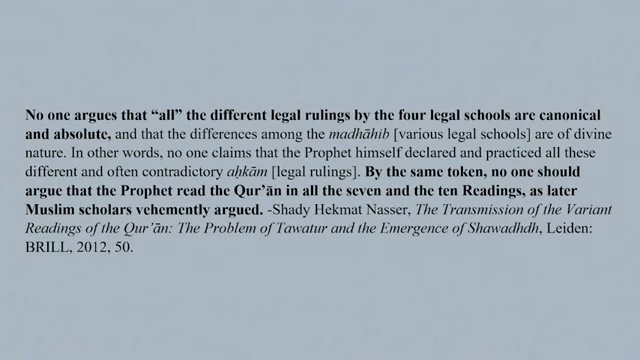 No one argues that “all” the different legal rulings by the four legal schools are canonical
and absolute, and that the differences among the madhāhib [various legal schools] are of divine
nature. In other words, no one claims that the Prophet himself declared and practiced all these
different and often contradictory aḥkām [legal rulings]. By the same token, no one should
argue that the Prophet read the Qur’ān in all the seven and the ten Readings, as later
Muslim scholars vehemently argued. -Shady Hekmat Nasser, The Transmission of the Variant
Readings of the Qur’ān: The Problem of Tawatur and the Emergence of Shawadhdh, Leiden:
BRILL, 2012, 50.